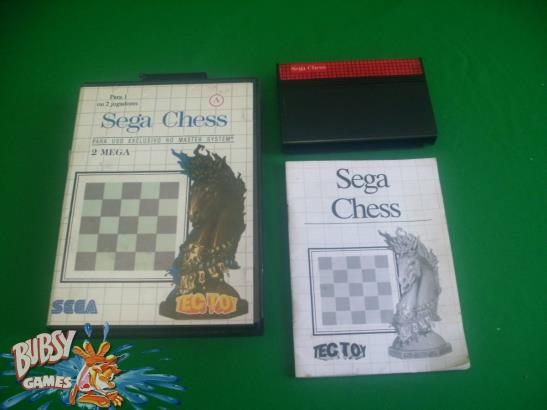 Para 1
ou 2 jogadores
A
Sega Chess
PARA USO EXCLUSIVO NO MASTER SYSTEM®
2 MEGA
SEGA
TEC TOY
Sega Chess
Sega
Chess
TEC TOY
BUBSY
GAMES